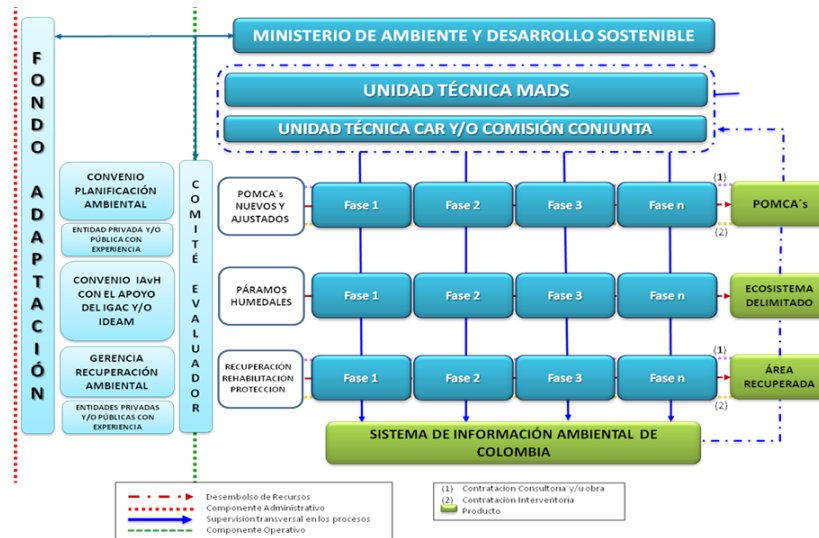 FONDO ADAPTACIÓN
MINISTERIO DE AMBIENTE Y DESARROLLO SOSTENIBLE
UNIDAD TÉCNICA MADS
UNIDAD TÉCNICA CAR Y/O COMISIÓN CONJUNTA
COMITÉ EVALUADOR
CONVENIO
PLANIFICACIÓN
AMBIENTAL
ENTIDAD PRIVADA Y/O
PÚBLICA CON
EXPERIENCIA
CONVENIO IAvH
CON EL APOYO
DEL IGAC Y/O
IDEAM
GERENCIA
RECUPERACIÓN
AMBIENTAL
ENTIDADES PRIVADAS
Y/O PÚBLICAS CON
EXPERIENCIA
POMCA´s
NUEVOS Y
AJUSTADOS
Fase 1
Fase 2
Fase 3
Fase n
(1)
(2)
POMCA´s
PÁRAMOS
HUMEDALES
Fase 1
Fase 2
Fase 3
Fase n
ECOSISTEMA
DELIMITADO
RECUPERACIÓN
REHABILITACIÓN
PROTECCIÓN
Fase 1
Fase 2
Fase 3
Fase n
(1)
(2)
ÁREA
RECUPERADA
SISTEMA DE INFORMACIÓN AMBIENTAL DE
COLOMBIA
Desembolso de Recursos
Componente Administrativo
Supervisión transversal en los procesos
Componente Operativo
(1) Contratación Consultoría y/u obra
(2) Contratación Interventoría
Producto